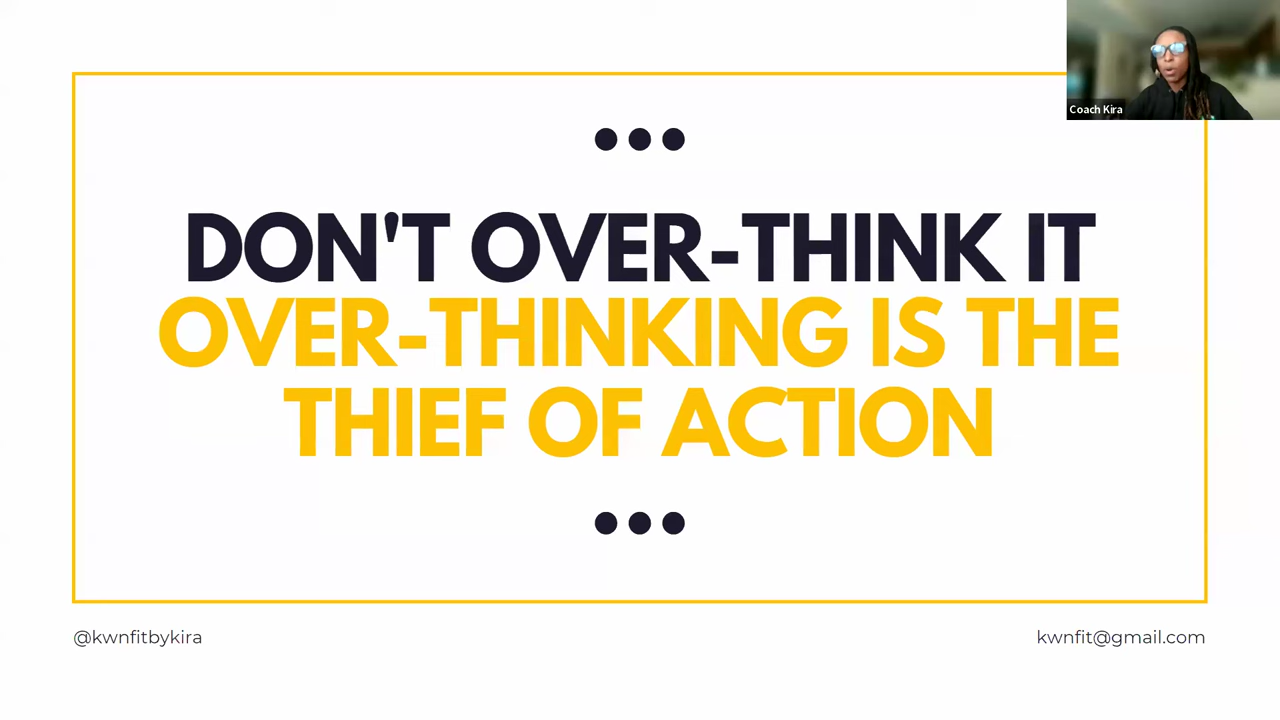 Coach Kira
DON'T OVER-THINK IT
OVER-THINKING IS THE
THIEF OF ACTION
@kwnfitbykira
kwnfit@gmail.com